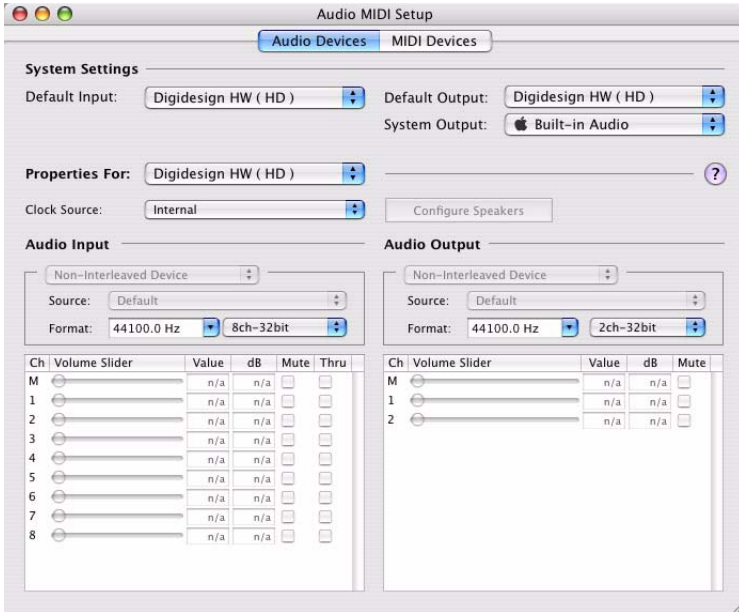 Audio MIDI Setup
Audio Devices MIDI Devices
System Settings
Default Input: Digidesign HW ( HD ) Default Output: Digidesign HW ( HD )
System Output: Built-in Audio
Properties For: Digidesign HW ( HD ) ?
Clock Source: Internal Configure Speakers
Audio Input
Non-Interleaved Device
Source: Default
Format: 44100.0 Hz 8ch-32bit
Ch Volume Slider Value dB Mute Thru
M n/a n/a
1 n/a n/a
2 n/a n/a
3 n/a n/a
4 n/a n/a
5 n/a n/a
6 n/a n/a
7 n/a n/a
8 n/a n/a
Audio Output
Non-Interleaved Device
Source: Default
Format: 44100.0 Hz 2ch-32bit
Ch Volume Slider Value dB Mute
M n/a n/a
1 n/a n/a
2 n/a n/a